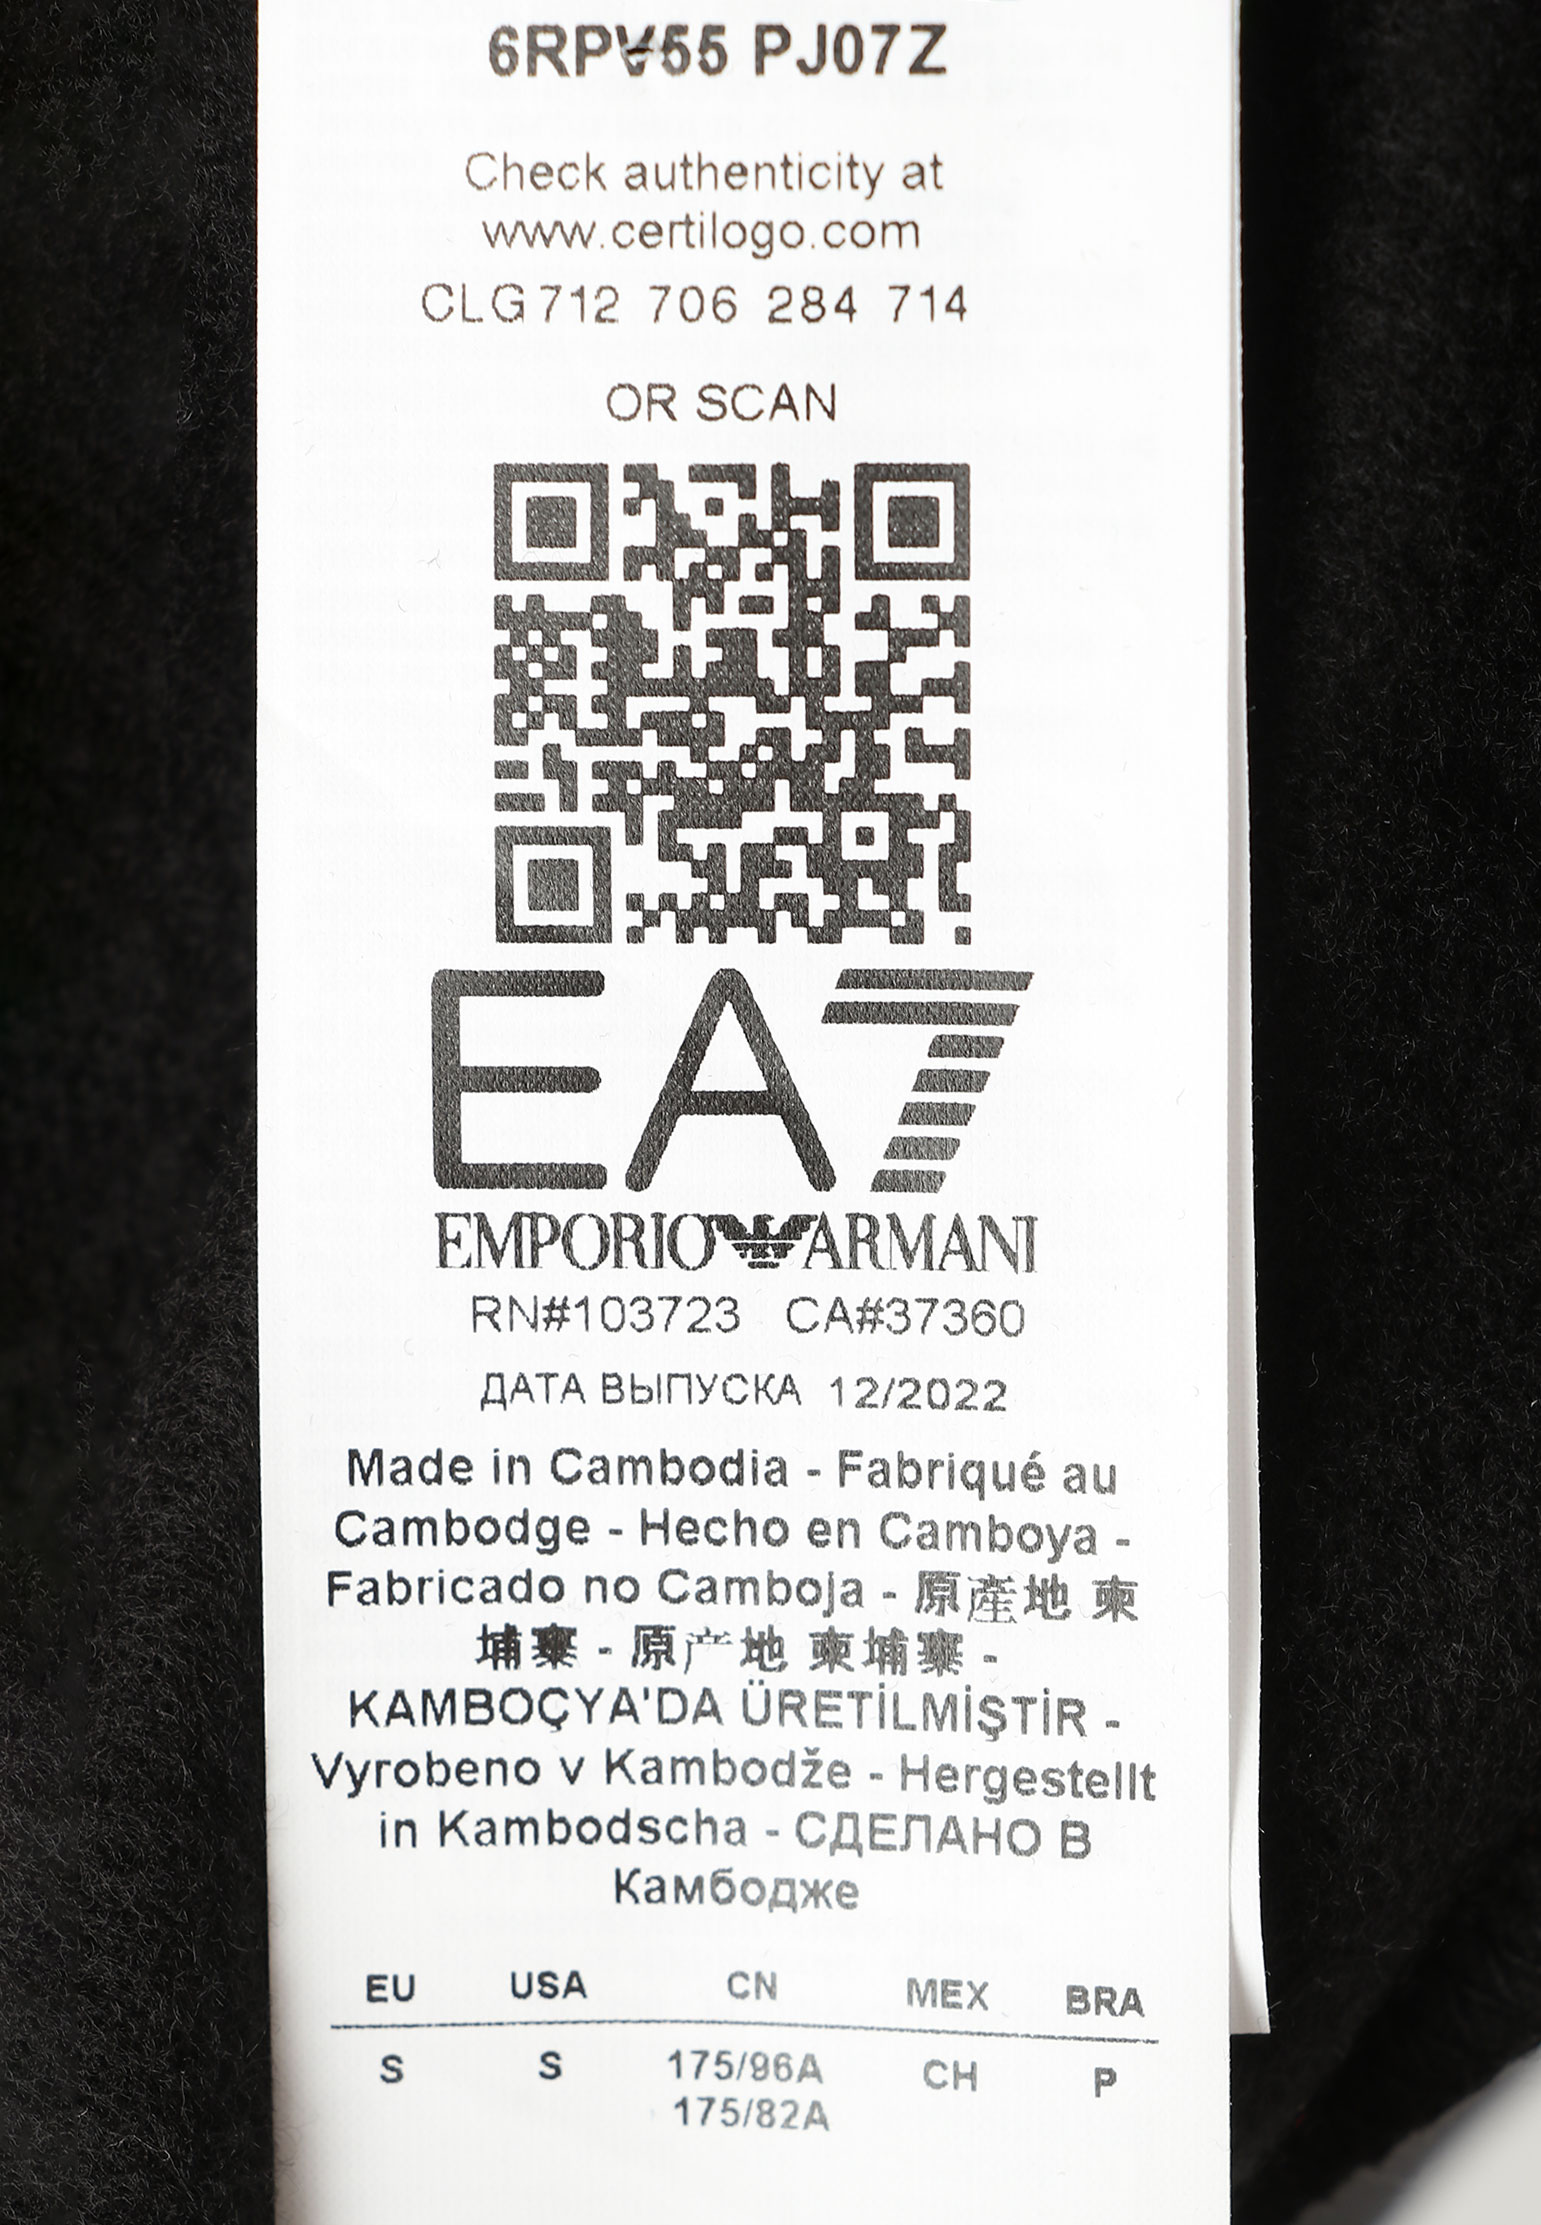 6RPV55 PJ07Z
Check authenticity at
www.certilogo.com
CLG 712 706 284 714
OR SCAN
EA7
EMPORIO ARMANI
RN#103723 CA#37360
ДАТА ВЫПУСКА 12/2022
Made in Cambodia - Fabriqué au
Cambodge - Hecho en Camboya -
Fabricado no Camboja - 原產地 柬
埔寨 - 原产地 柬埔寨 -
KAMBOÇYA'DA ÜRETİLMİŞTİR -
Vyrobeno v Kambodže - Hergestellt
in Kambodscha - СДЕЛАНО В
Камбодже
EU USA CN MEX BRA
S S 175/96A CH P
175/82A